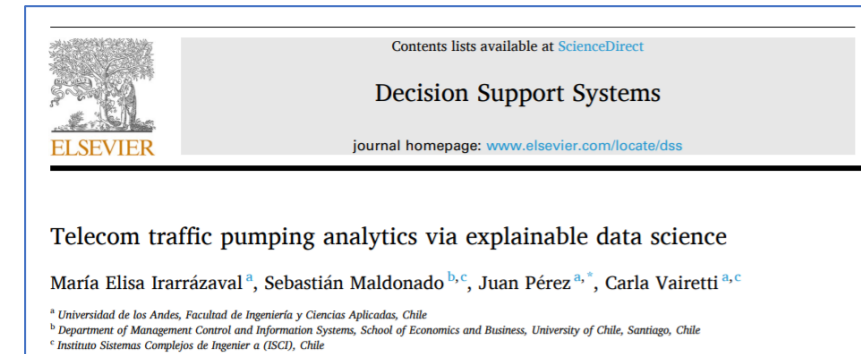 Contents lists available at ScienceDirect
Decision Support Systems
journal homepage: www.elsevier.com/locate/dss
ELSEVIER
Telecom traffic pumping analytics via explainable data science
María Elisa Irarrázaval a, Sebastián Maldonado b,c, Juan Pérez a,*, Carla Vairetti a,c
a Universidad de los Andes, Facultad de Ingeniería y Ciencias Aplicadas, Chile
b Department of Management Control and Information Systems, School of Economics and Business, University of Chile, Santiago, Chile
c Instituto Sistemas Complejos de Ingenier a (ISCI), Chile